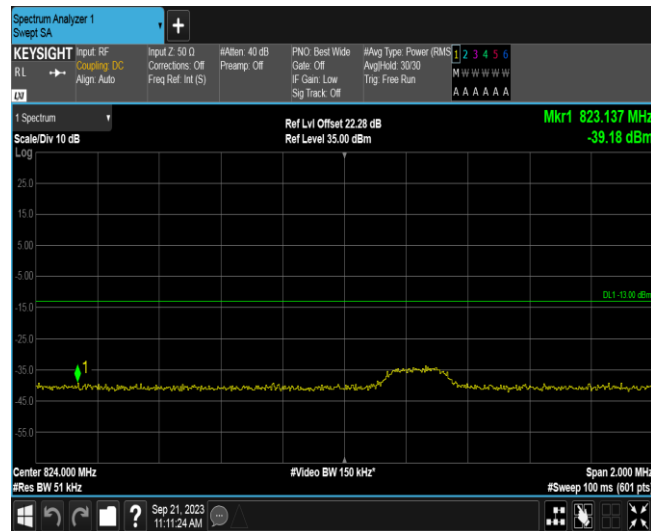 Spectrum Analyzer 1
Swept SA
+
KEYSIGHT
RL
LXI
Input: RF
Coupling: DC
Align: Auto
Input Z: 50 Ω
Corrections: Off
Freq Ref: Int (S)
#Atten: 40 dB
Preamp: Off
PNO: Best Wide
Gate: Off
IF Gain: Low
Sig Track: Off
#Avg Type: Power (RMS
Avg|Hold: 30/30
Trig: Free Run
1 2 3 4 5 6
M W W W W W
A A A A A A
1 Spectrum
Scale/Div 10 dB
Log
Ref Lvl Offset 22.28 dB
Ref Level 35.00 dBm
Mkr1 823.137 MHz
-39.18 dBm
25.0
15.0
5.00
-5.00
DL1 -13.00 dBm
-15.0
-25.0
-35.0
1
-45.0
-55.0
Center 824.000 MHz
#Video BW 150 kHz*
Span 2.000 MHz
#Res BW 51 kHz
#Sweep 100 ms (601 pts)
?
Sep 21, 2023
11:11:24 AM